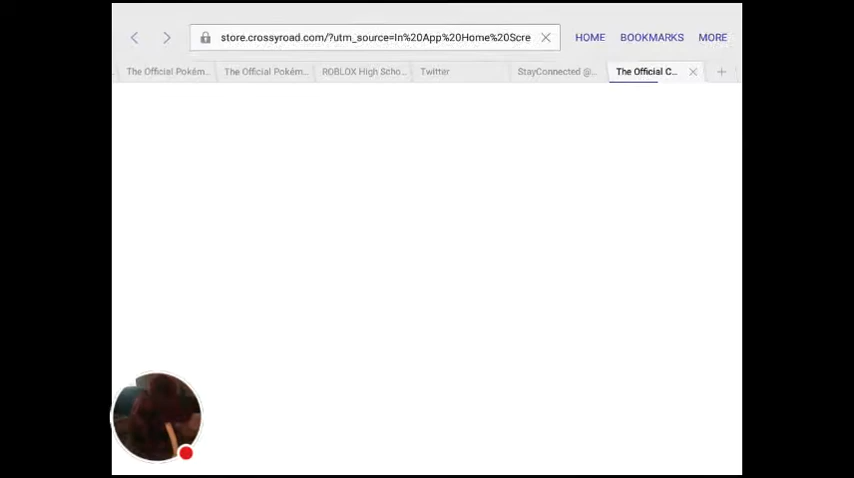 store.crossyroad.com/?utm_source=In%20App%20Home%20Scre
HOME
BOOKMARKS
MORE
The Official Pokém...
The Official Pokém...
ROBLOX High Scho...
Twitter
StayConnected @...
The Official C...